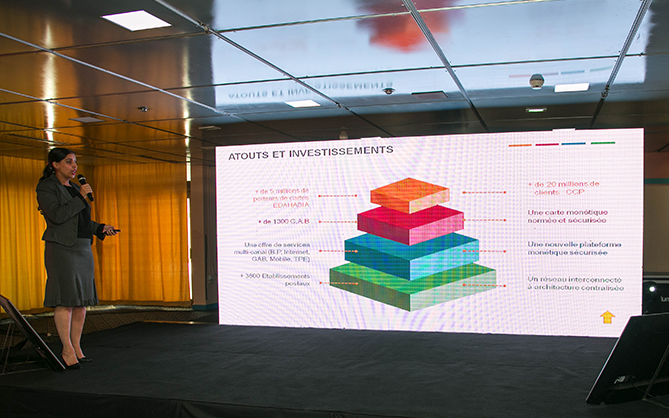 ATOUTS ET INVESTISSEMENTS
+ de 5 millions de
porteurs de cartes
EDAHABIA
+ de 1300 G.A.B
Une offre de services
multi-canal (B.P, Internet,
GAB, Mobile, TPE)
+ 3800 Etablissements
postaux
+ de 20 millions de
clients CCP
Une carte monétique
normée et sécurisée
Une nouvelle plateforme
monétique sécurisée
Un réseau interconnecté
à architecture centralisée